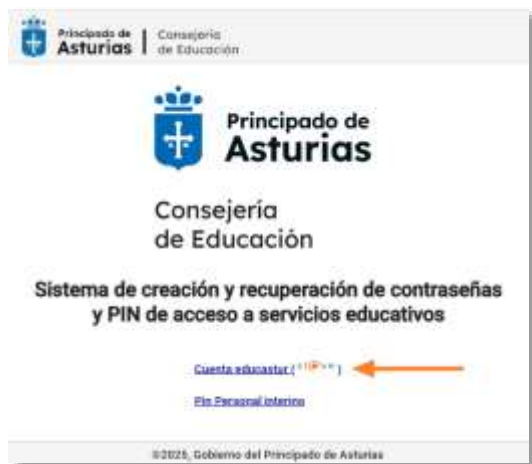 Principado de
Asturias
Consejería
de Educación
Principado de
Asturias
Consejería
de Educación
Sistema de creación y recuperación de contraseñas
y PIN de acceso a servicios educativos
Cuenta educastur ( )
Pin Personal interino
©2025, Gobierno del Principado de Asturias